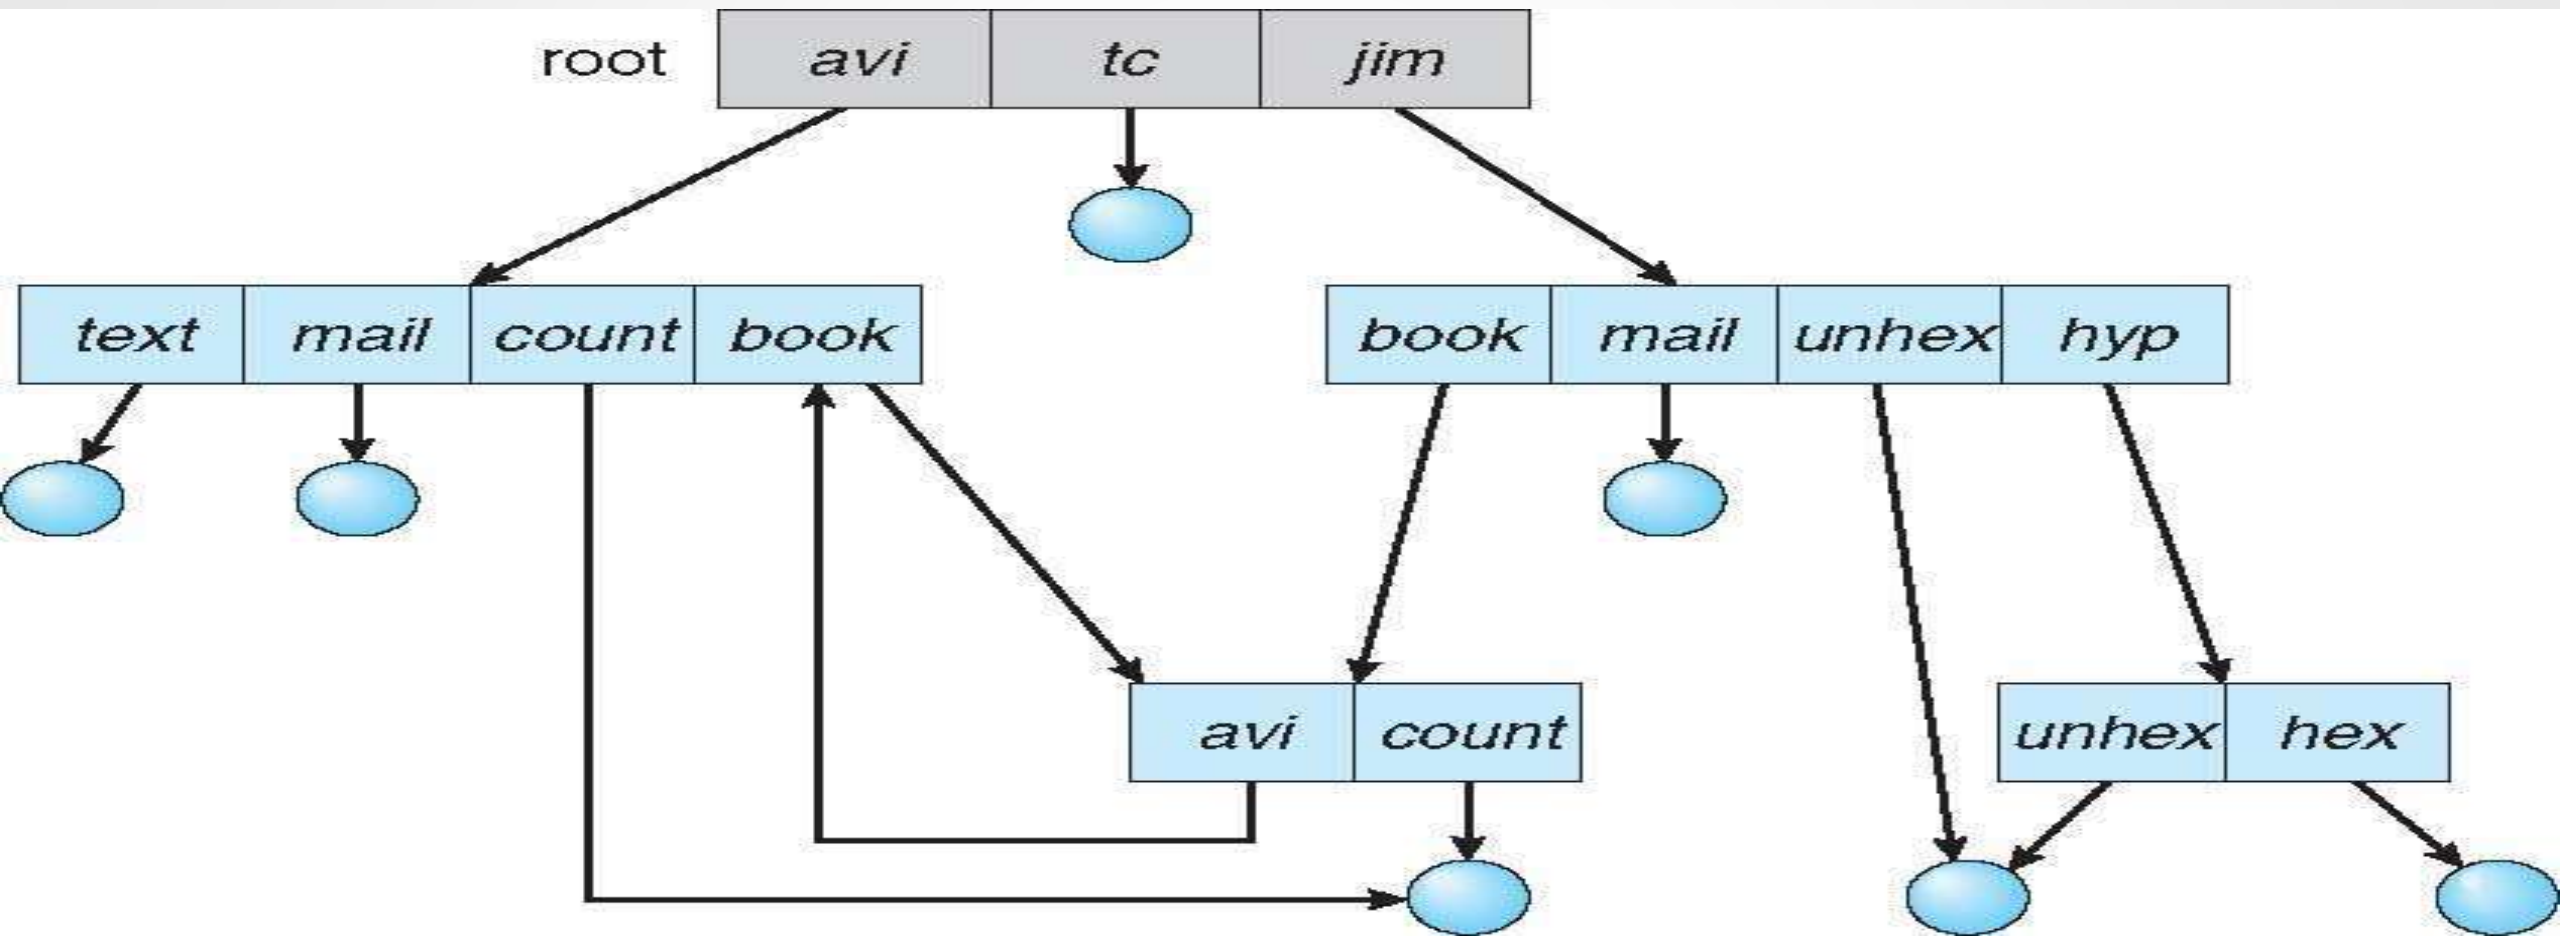 root avi tc jim
text mail count book book mail unhex hyp
avi count unhex hex